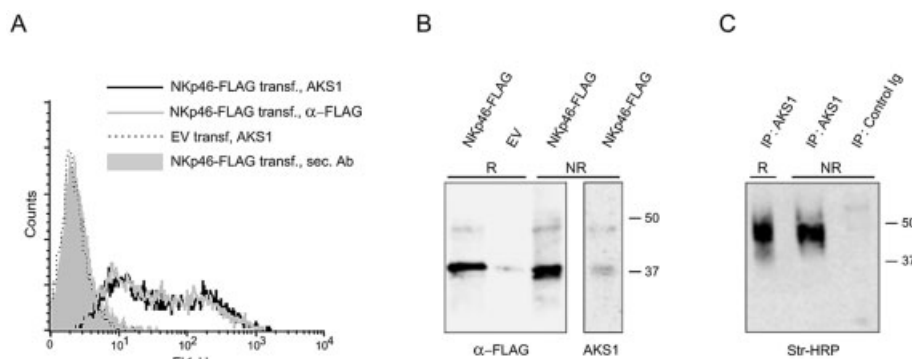 A
NKp46-FLAG transf., AKS1
NKp46-FLAG transf., α-FLAG
EV transf, AKS1
NKp46-FLAG transf., sec. Ab
Counts
0 10¹ 10² 10³ 10⁴
B
NKp46-FLAG
EV
NKp46-FLAG
NKp46-FLAG
R NR
50
37
α-FLAG AKS1
C
IP: AKS1
IP: AKS1
IP: Control Ig
R NR
50
37
Str-HRP